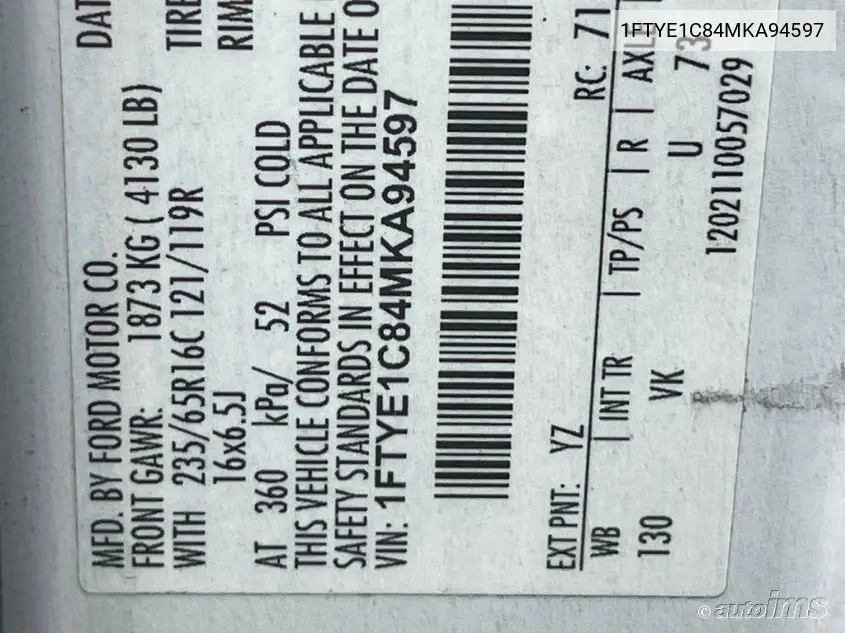 1FTYE1C84MKA94597
MFD. BY FORD MOTOR CO.
FRONT GAWR: 1873 KG ( 4130 LB)
WITH 235/65R16C 121/119R
16x6.5J
AT 360 kPa/ 52 PSI COLD
DAT
TIRE
RIM
THIS VEHICLE CONFORMS TO ALL APPLICABLE
SAFETY STANDARDS IN EFFECT ON THE DATE O
VIN: 1FTYE1C84MKA94597
EXT PNT: YZ RC: 71
WB | INT TR | TP/PS | R | AXL
130 VK U 73
1202110057029
© autoims